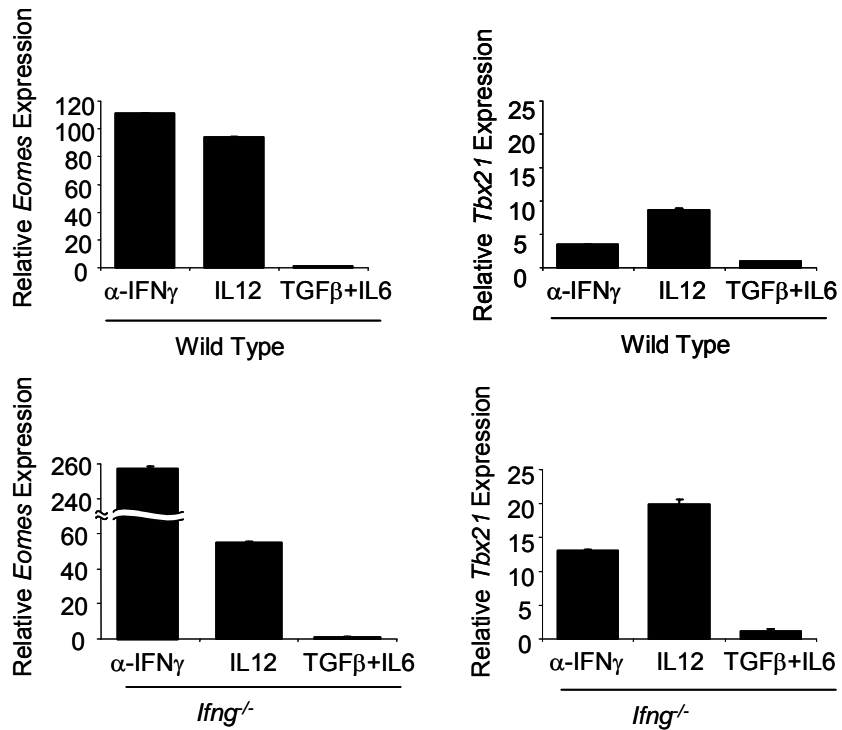 Relative Eomes Expression
120
100
80
60
40
20
0
α-IFNγ IL12 TGFβ+IL6
Wild Type
Relative Tbx21 Expression
25
20
15
10
5
0
α-IFNγ IL12 TGFβ+IL6
Wild Type
Relative Eomes Expression
260
240
60
40
20
0
α-IFNγ IL12 TGFβ+IL6
Ifng-/-
Relative Tbx21 Expression
25
20
15
10
5
0
α-IFNγ IL12 TGFβ+IL6
Ifng-/-